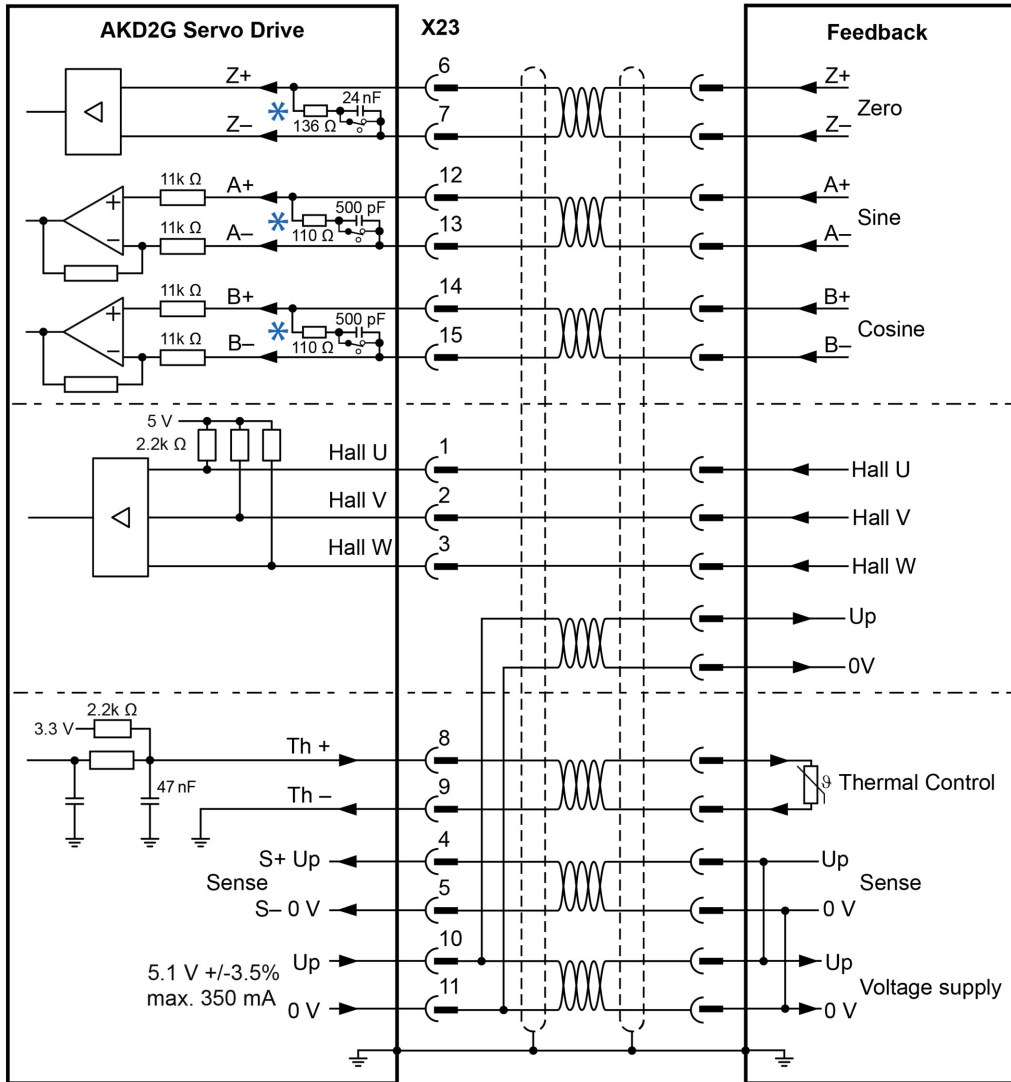 AKD2G Servo Drive
X23
Feedback
Z+
24 nF
136 Ω
Z–
*
6
7
Z+
Zero
Z–
11k Ω
A+
500 pF
110 Ω
11k Ω
A–
*
12
13
A+
Sine
A–
11k Ω
B+
500 pF
110 Ω
11k Ω
B–
*
14
15
B+
Cosine
B–
5 V
2.2k Ω
Hall U
1
Hall U
Hall V
2
Hall V
Hall W
3
Hall W
Up
0V
2.2k Ω
3.3 V
Th +
8
47 nF
Th –
9
ϑ Thermal Control
S+ Up
4
Up
Sense
Sense
S– 0 V
5
0 V
5.1 V +/-3.5%
max. 350 mA
Up
10
Up
Voltage supply
0 V
11
0 V